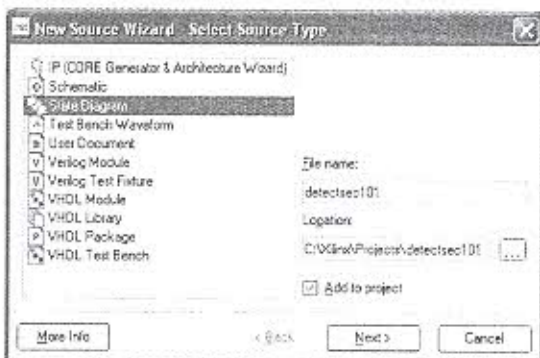 New Source Wizard - Select Source Type
IP (CORE Generator & Architecture Wizard)
Schematic
State Diagram
Test Bench Waveform
User Document
Verilog Module
Verilog Test Fixture
VHDL Module
VHDL Library
VHDL Package
VHDL Test Bench
File name:
detectsec101
Location:
C:\Xilinx\Projects\detectsec101
...
Add to project
More Info
< Back
Next >
Cancel